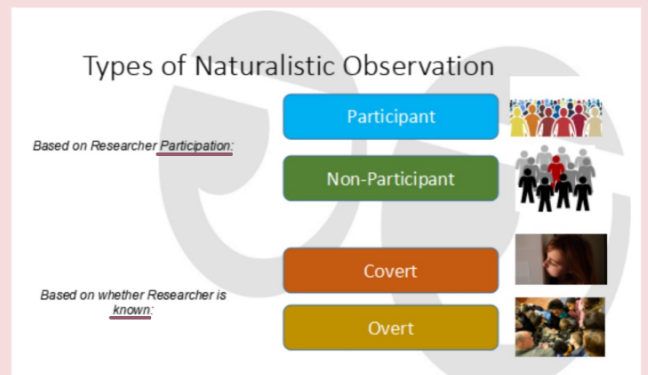 Types of Naturalistic Observation
Participant
Based on Researcher Participation:
Non-Participant
Covert
Based on whether Researcher is
known:
Overt